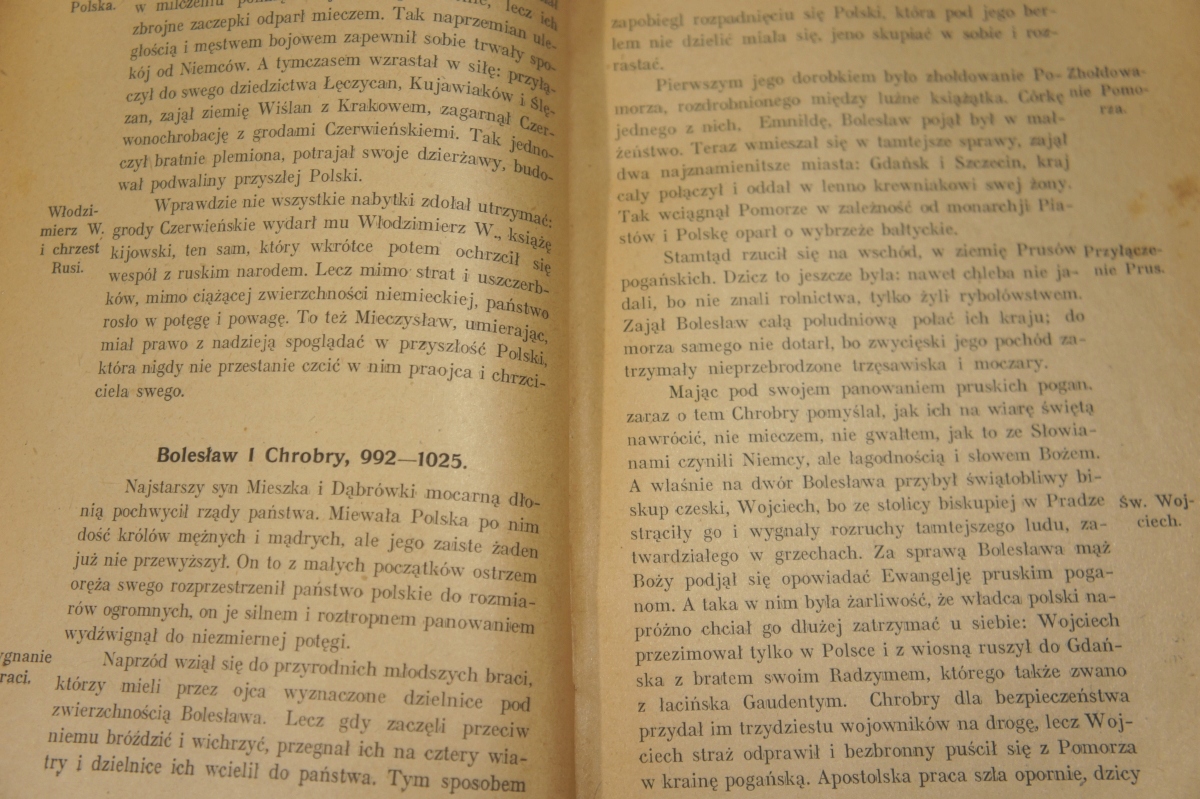 Polska.
w milczeniu lecz ich
zbrojne zaczepki odparł mieczem. Tak naprzemian ule-
głością i męstwem bojowem zapewnił sobie trwały spo-
kój od Niemców. A tymczasem wzrastał w siłę: przyłą-
czył do swego dziedzictwa Łęczycan, Kujawiaków i Ślę-
zan, zajął ziemię Wiślan z Krakowem, zagarnął Czer-
wonochrobację z grodami Czerwieńskiemi. Tak jedno-
czył bratnie plemiona, potrajał swoje dzierżawy, budo-
wał podwaliny przyszłej Polski.
Włodzi-
mierz W.
i chrzest
Rusi.
Wprawdzie nie wszystkie nabytki zdołał utrzymać:
grody Czerwieńskie wydarł mu Włodzimierz W., książę
kijowski, ten sam, który wkrótce potem ochrzcił się
wespół z ruskim narodem. Lecz mimo strat i uszczerb-
ków, mimo ciążącej zwierzchności niemieckiej, państwo
rosło w potęgę i powagę. To też Mieczysław, umierając,
miał prawo z nadzieją spoglądać w przyszłość Polski,
która nigdy nie przestanie czcić w nim praojca i chrzci-
ciela swego.
Bolesław I Chrobry, 992—1025.
Najstarszy syn Mieszka i Dąbrówki mocarną dło-
nią pochwycił rządy państwa. Miewała Polska po nim
dość królów mężnych i mądrych, ale jego zaiste żaden
już nie przewyższył. On to z małych początków ostrzem
oręża swego rozprzestrzenił państwo polskie do rozmia-
rów ogromnych, on je silnem i roztropnem panowaniem
wydźwignął do niezmiernej potęgi.
ygnanie
raci.
Naprzód wziął się do przyrodnich młodszych braci,
którzy mieli przez ojca wyznaczone dzielnice pod
zwierzchnością Bolesława. Lecz gdy zaczęli przeciw
niemu bróździć i wichrzyć, przegnał ich na cztery wia-
try i dzielnice ich wcielił do państwa. Tym sposobem
zapobiegł rozpadnięciu się Polski, która pod jego ber-
łem nie dzielić miała się, jeno skupiać w sobie i roz-
rastać.
Pierwszym jego dorobkiem było zhołdowanie Po-
morza, rozdrobnionego między luźne książątka. Córkę
jednego z nich, Emnildę, Bolesław pojął był w mał-
żeństwo. Teraz wmieszał się w tamtejsze sprawy, zajął
dwa najznamienitsze miasta: Gdańsk i Szczecin, kraj
cały połączył i oddał w lenno krewniakowi swej żony.
Tak wciągnął Pomorze w zależność od monarchji Pia-
stów i Polskę oparł o wybrzeże bałtyckie.
Zhołdowa-
nie Pomo-
rza.
Stamtąd rzucił się na wschód, w ziemię Prusów
pogańskich. Dzicz to jeszcze była: nawet chleba nie ja-
dali, bo nie znali rolnictwa, tylko żyli rybołówstwem.
Zajął Bolesław całą południową połać ich kraju; do
morza samego nie dotarł, bo zwycięski jego pochód za-
trzymały nieprzebrodzone trzęsawiska i moczary.
Przyłącze-
nie Prus.
Mając pod swojem panowaniem pruskich pogan,
zaraz o tem Chrobry pomyślał, jak ich na wiarę świętą
nawrócić, nie mieczem, nie gwałtem, jak to ze Słowia-
nami czynili Niemcy, ale łagodnością i słowem Bożem.
A właśnie na dwór Bolesława przybył świątobliwy bi-
skup czeski, Wojciech, bo ze stolicy biskupiej w Pradze
strąciły go i wygnały rozruchy tamtejszego ludu, za-
twardziałego w grzechach. Za sprawą Bolesława mąż
Boży podjął się opowiadać Ewangelję pruskim poga-
nom. A taka w nim była żarliwość, że władca polski na-
próżno chciał go dłużej zatrzymać u siebie: Wojciech
przezimował tylko w Polsce i z wiosną ruszył do Gdań-
ska z bratem swoim Radzymem, którego także zwano
z łacińska Gaudentym. Chrobry dla bezpieczeństwa
przydał im trzydziestu wojowników na drogę, lecz Woj-
ciech straż odprawił i bezbronny puścił się z Pomorza
w krainę pogańską. Apostolska praca szła opornie, dzicy
Św. Woj-
ciech.